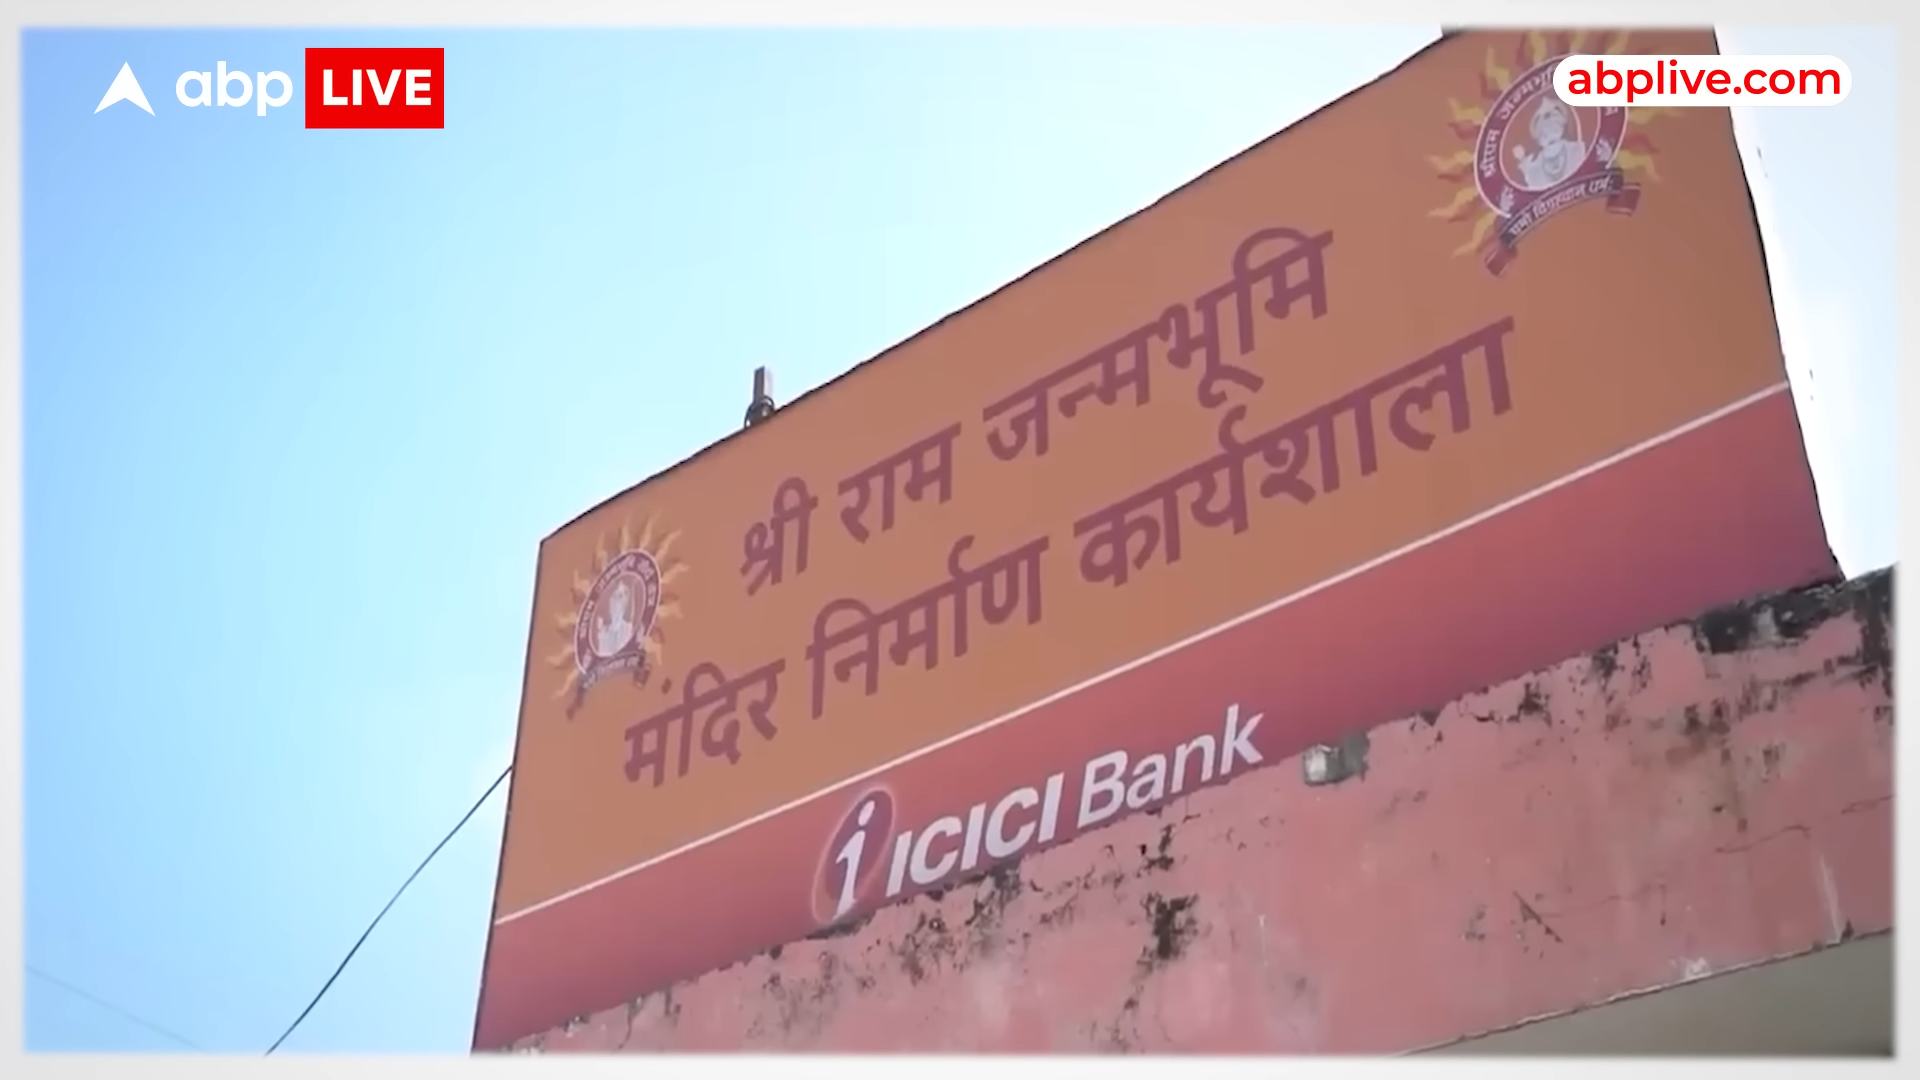 abp LIVE
abplive.com
श्री राम जन्मभूमि
मंदिर निर्माण कार्यशाला
i ICICI Bank